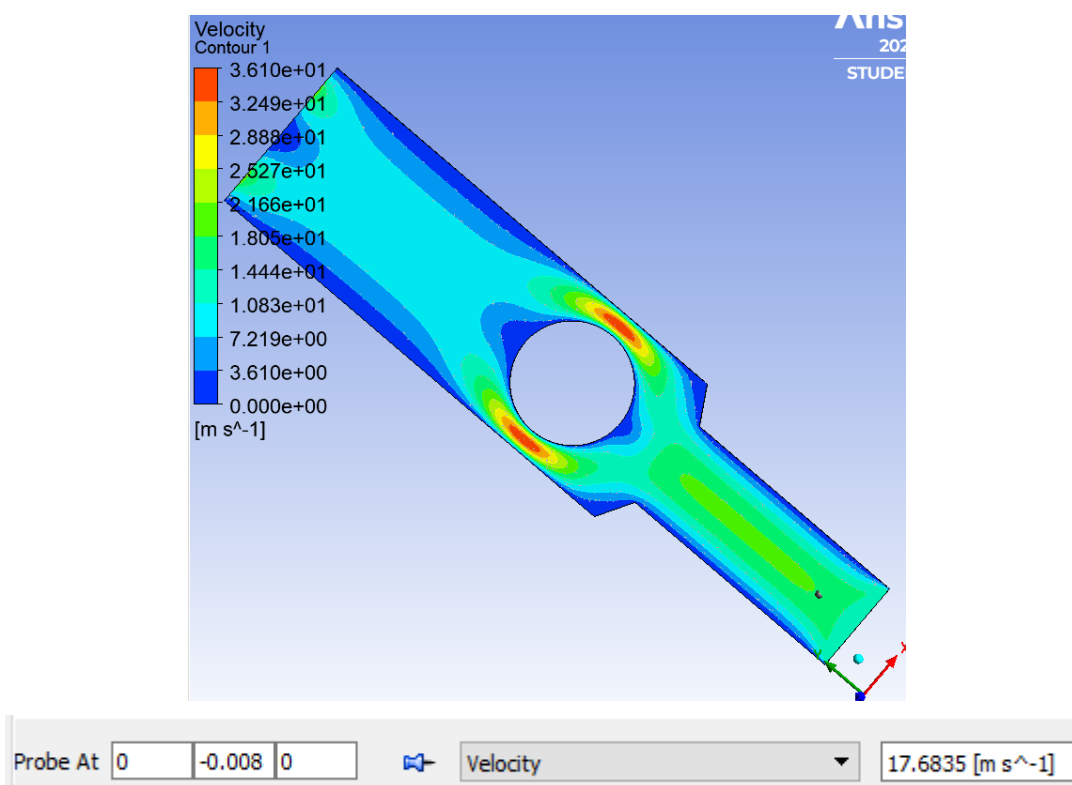 Velocity
Contour 1
3.610e+01
3.249e+01
2.888e+01
2.527e+01
2.166e+01
1.805e+01
1.444e+01
1.083e+01
7.219e+00
3.610e+00
0.000e+00
[m s^-1]
202
STUDE
Probe At 0 -0.008 0 Velocity 17.6835 [m s^-1]